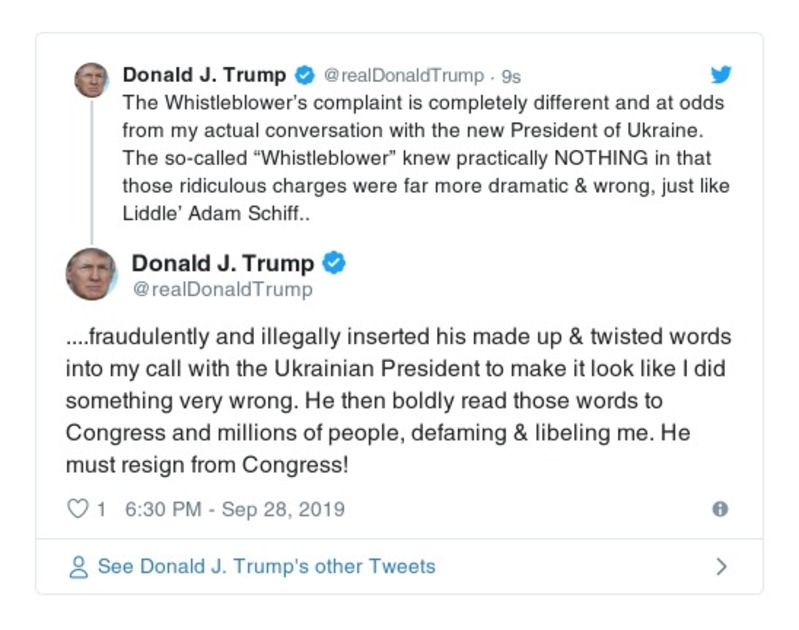 Donald J. Trump @realDonaldTrump · 9s
The Whistleblower's complaint is completely different and at odds
from my actual conversation with the new President of Ukraine.
The so-called “Whistleblower” knew practically NOTHING in that
those ridiculous charges were far more dramatic & wrong, just like
Liddle’ Adam Schiff..
Donald J. Trump
@realDonaldTrump
....fraudulently and illegally inserted his made up & twisted words
into my call with the Ukrainian President to make it look like I did
something very wrong. He then boldly read those words to
Congress and millions of people, defaming & libeling me. He
must resign from Congress!
1 6:30 PM - Sep 28, 2019
See Donald J. Trump's other Tweets